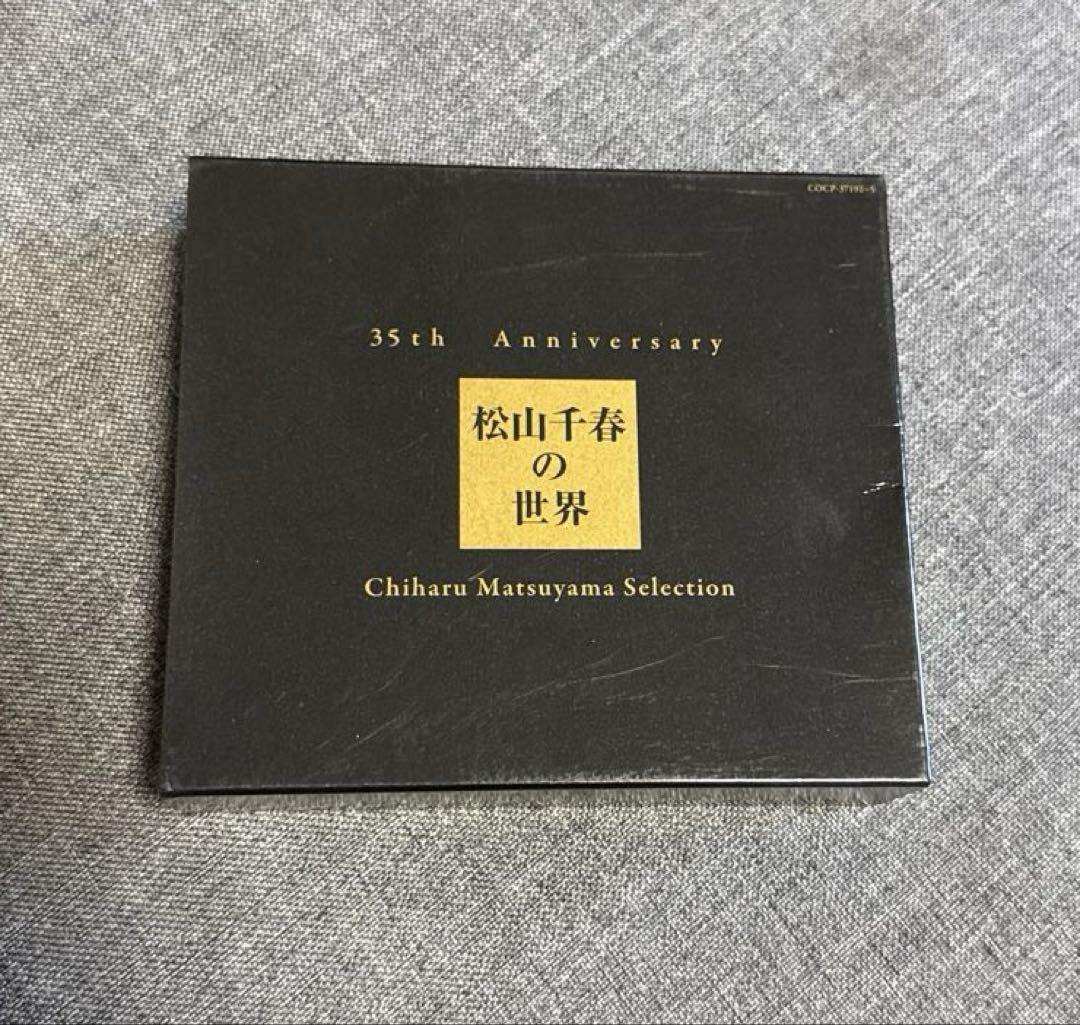 35th Anniversary
松山千春
の
世界
Chiharu Matsuyama Selection